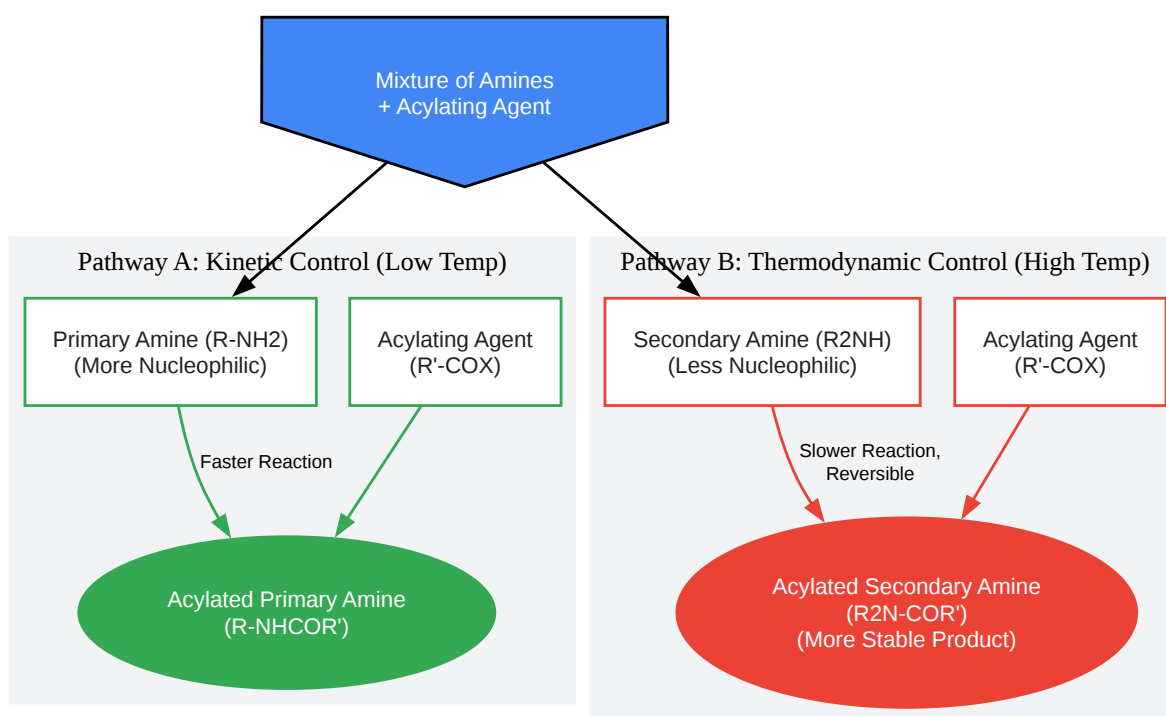 Mixture of Amines
+ Acylating Agent
Pathway A: Kinetic Control (Low Temp)
Primary Amine (R-NH2)
(More Nucleophilic)
Acylating Agent
(R'-COX)
Faster Reaction
Acylated Primary Amine
(R-NHCOR')
Pathway B: Thermodynamic Control (High Temp)
Secondary Amine (R2NH)
(Less Nucleophilic)
Acylating Agent
(R'-COX)
Slower Reaction,
Reversible
Acylated Secondary Amine
(R2N-COR')
(More Stable Product)